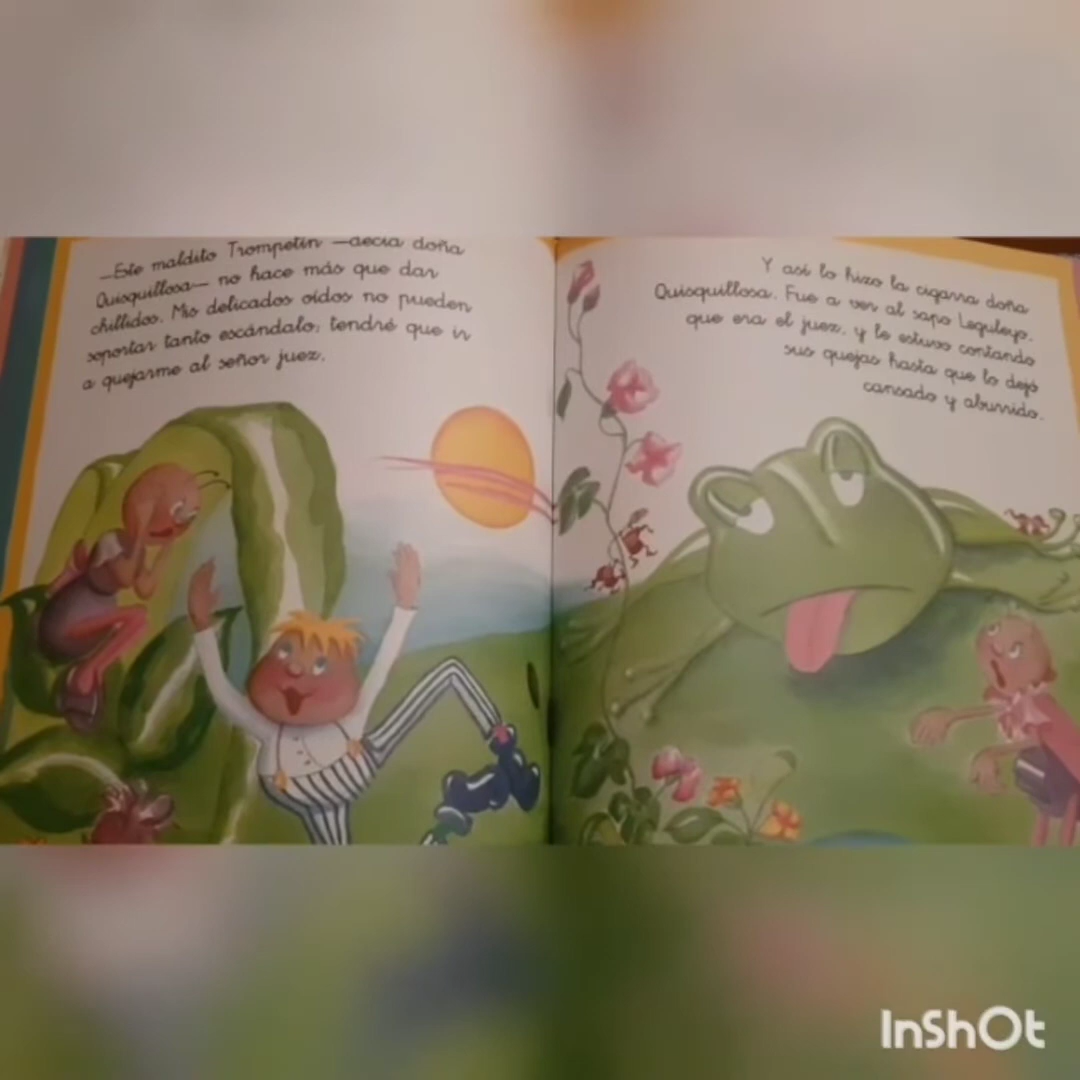 —Este maldito Trompetín —decía doña
Quisquillosa— no hace más que dar
chillidos. Mis delicados oídos no pueden
soportar tanto escándalo; tendré que ir
a quejarme al señor juez.
Y así lo hizo la cigarra doña
Quisquillosa. Fue a ver al sapo Leguleyo,
que era el juez, y le estuvo contando
sus quejas hasta que lo dejó
cansado y aburrido.
InShOt